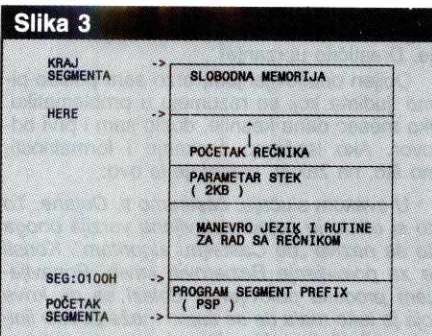 Slika 3
KRAJ
SEGMENTA ->
SLOBODNA MEMORIJA
HERE ->
^
|
POČETAK REČNIKA
PARAMETAR STEK
( 2KB )
MANEVRO JEZIK I RUTINE
ZA RAD SA REČNIKOM
SEG:0100H ->
PROGRAM SEGMENT PREFIX
( PSP )
POČETAK
SEGMENTA ->